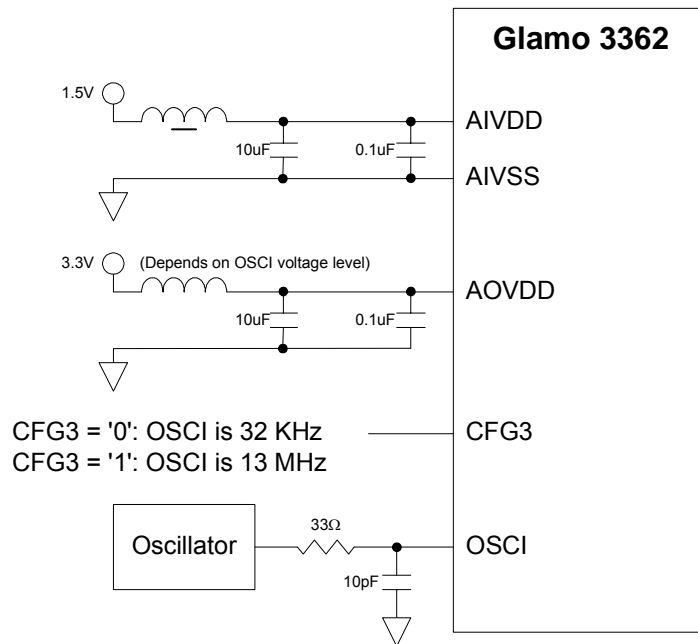 Glamo 3362
1.5V
AIVDD
10uF
0.1uF
AIVSS
3.3V
(Depends on OSCI voltage level)
AOVDD
10uF
0.1uF
CFG3 = '0': OSCI is 32 KHz
CFG3
CFG3 = '1': OSCI is 13 MHz
33Ω
Oscillator
OSCI
10pF